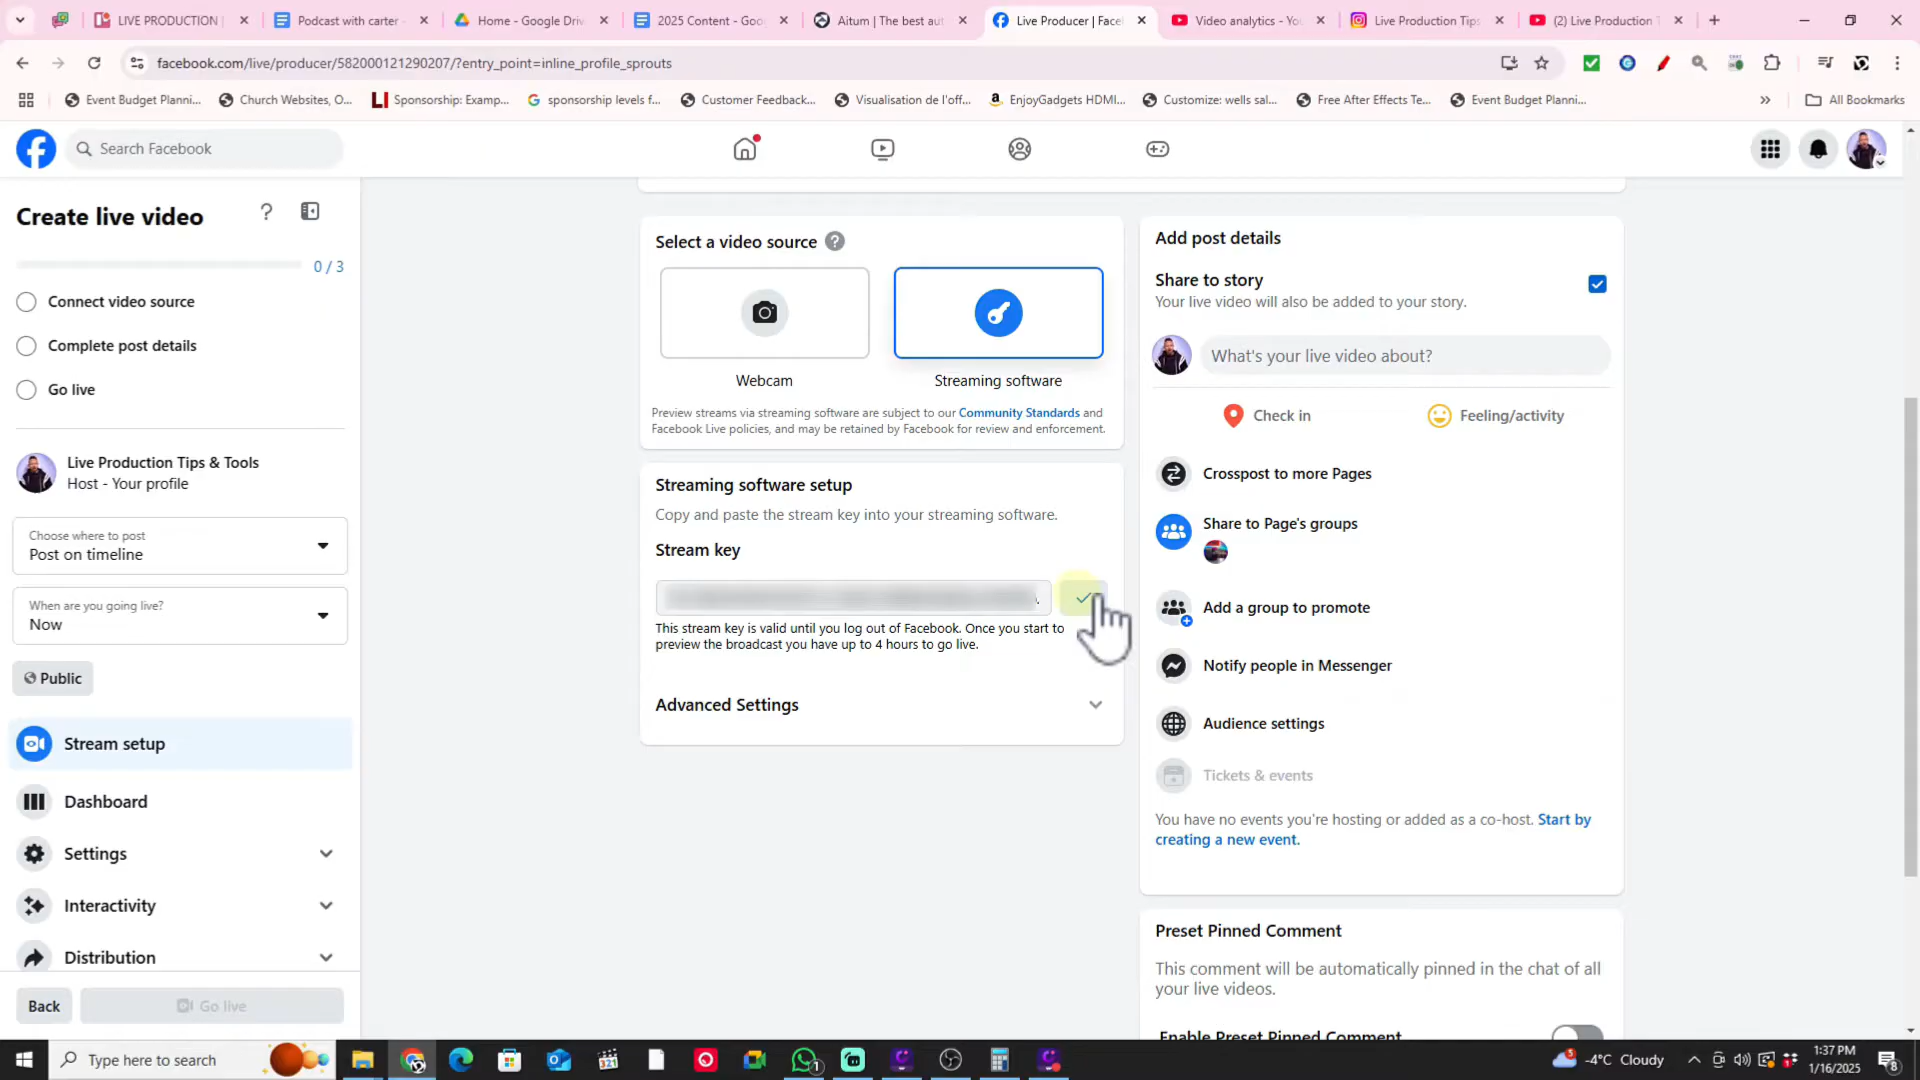 LIVE PRODUCTION
Podcast with carter
Home - Google Driv
2025 Content - Goo
Aitum | The best aut
Live Producer | Face
Video analytics - Yo
Live Production Tips
(2) Live Production T
facebook.com/live/producer/582000121290207/?entry_point=inline_profile_sprouts
Event Budget Planni...
Church Websites, O...
Sponsorship: Examp...
sponsorship levels f...
Customer Feedback...
Visualisation de l'off...
EnjoyGadgets HDMI...
Customize: wells sal...
Free After Effects Te...
Event Budget Planni...
All Bookmarks
Search Facebook
Create live video
0 / 3
Connect video source
Complete post details
Go live
Live Production Tips & Tools
Host - Your profile
Choose where to post
Post on timeline
When are you going live?
Now
Public
Stream setup
Dashboard
Settings
Interactivity
Distribution
Back
Go live
Select a video source
Webcam
Streaming software
Preview streams via streaming software are subject to our Community Standards and
Facebook Live policies, and may be retained by Facebook for review and enforcement.
Streaming software setup
Copy and paste the stream key into your streaming software.
Stream key
This stream key is valid until you log out of Facebook. Once you start to
preview the broadcast you have up to 4 hours to go live.
Advanced Settings
Add post details
Share to story
Your live video will also be added to your story.
What's your live video about?
Check in
Feeling/activity
Crosspost to more Pages
Share to Page's groups
Add a group to promote
Notify people in Messenger
Audience settings
Tickets & events
You have no events you're hosting or added as a co-host. Start by
creating a new event.
Preset Pinned Comment
This comment will be automatically pinned in the chat of all
your live videos.
Enable Preset Pinned Comment
Type here to search
-4°C Cloudy
1:37 PM
1/16/2025